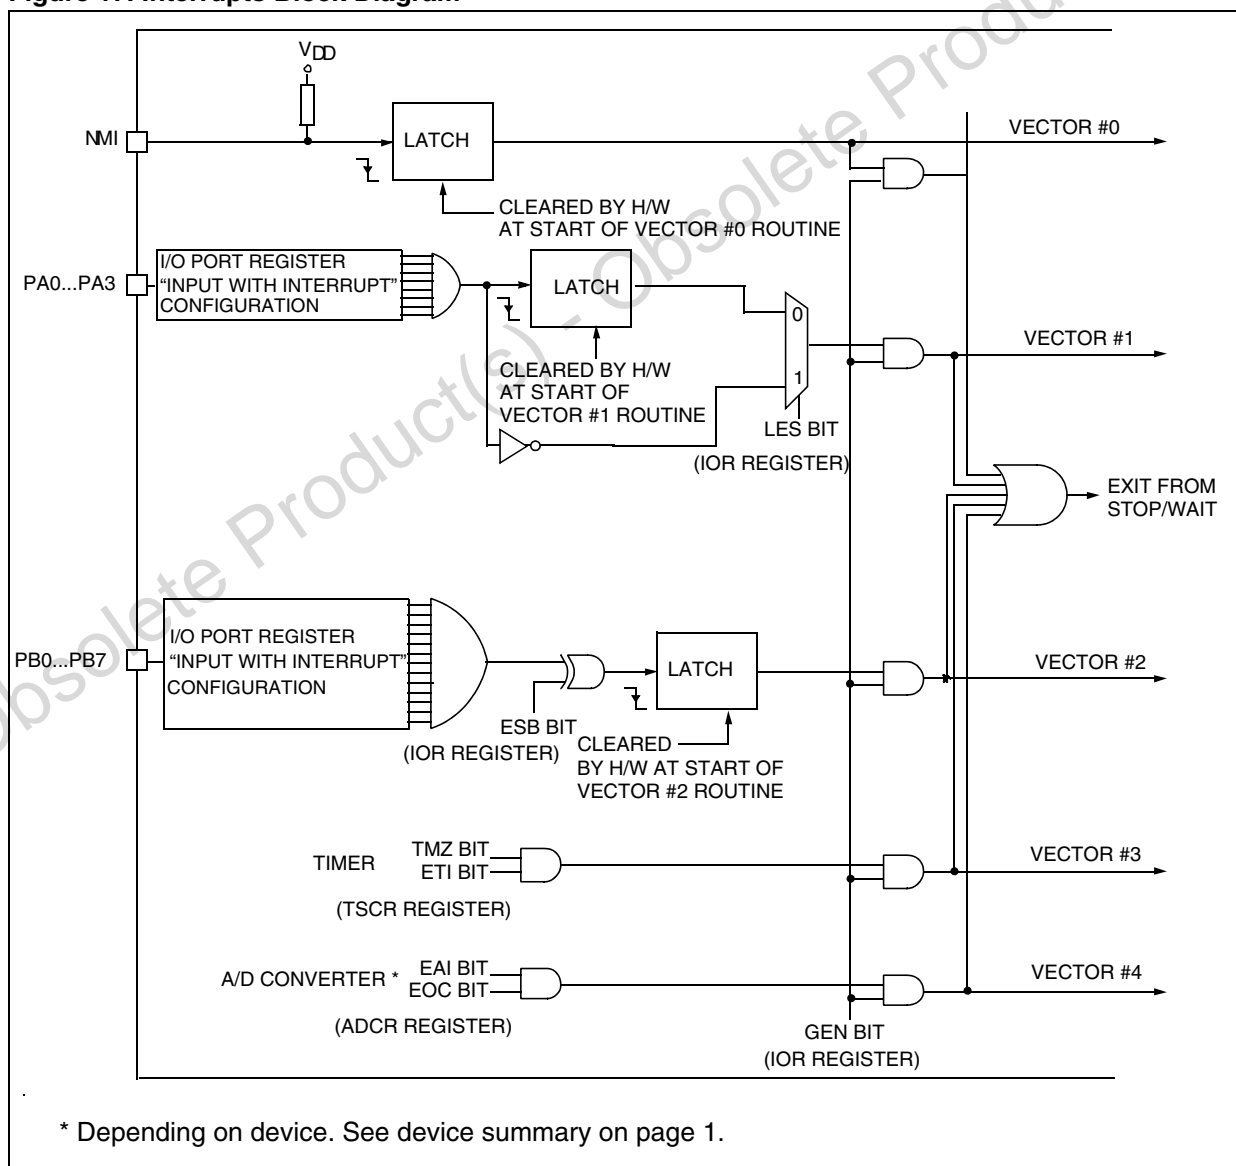 Figure 17. Interrupts Block Diagram
VDD
NMI
LATCH
VECTOR #0
CLEARED BY H/W
AT START OF VECTOR #0 ROUTINE
PA0...PA3
I/O PORT REGISTER
“INPUT WITH INTERRUPT”
CONFIGURATION
LATCH
0
1
VECTOR #1
CLEARED BY H/W
AT START OF
VECTOR #1 ROUTINE
LES BIT
(IOR REGISTER)
EXIT FROM
STOP/WAIT
PB0...PB7
I/O PORT REGISTER
“INPUT WITH INTERRUPT”
CONFIGURATION
LATCH
VECTOR #2
ESB BIT
(IOR REGISTER)
CLEARED
BY H/W AT START OF
VECTOR #2 ROUTINE
TIMER
TMZ BIT
ETI BIT
(TSCR REGISTER)
VECTOR #3
A/D CONVERTER *
EAI BIT
EOC BIT
(ADCR REGISTER)
VECTOR #4
GEN BIT
(IOR REGISTER)
* Depending on device. See device summary on page 1.
Obsolete Product(s) - Obsolete Produ